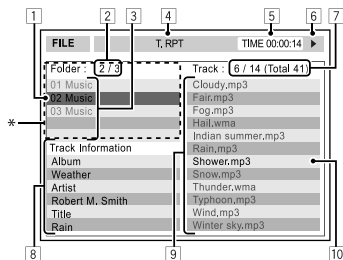 1 2 3 4 5 6 7
FILE T. RPT TIME 00:00:14
Folder : 2 / 3 Track : 6 / 14 (Total 41)
01 Music
02 Music
03 Music
*
Track Information
Album
Weather
Artist
Robert M. Smith
Title
Rain
Cloudy.mp3
Fair.mp3
Fog.mp3
Hail.wma
Indian summer.mp3
Rain.mp3
Shower.mp3
Snow.mp3
Thunder.wma
Typhoon.mp3
Wind.mp3
Winter sky.mp3
8 9 10